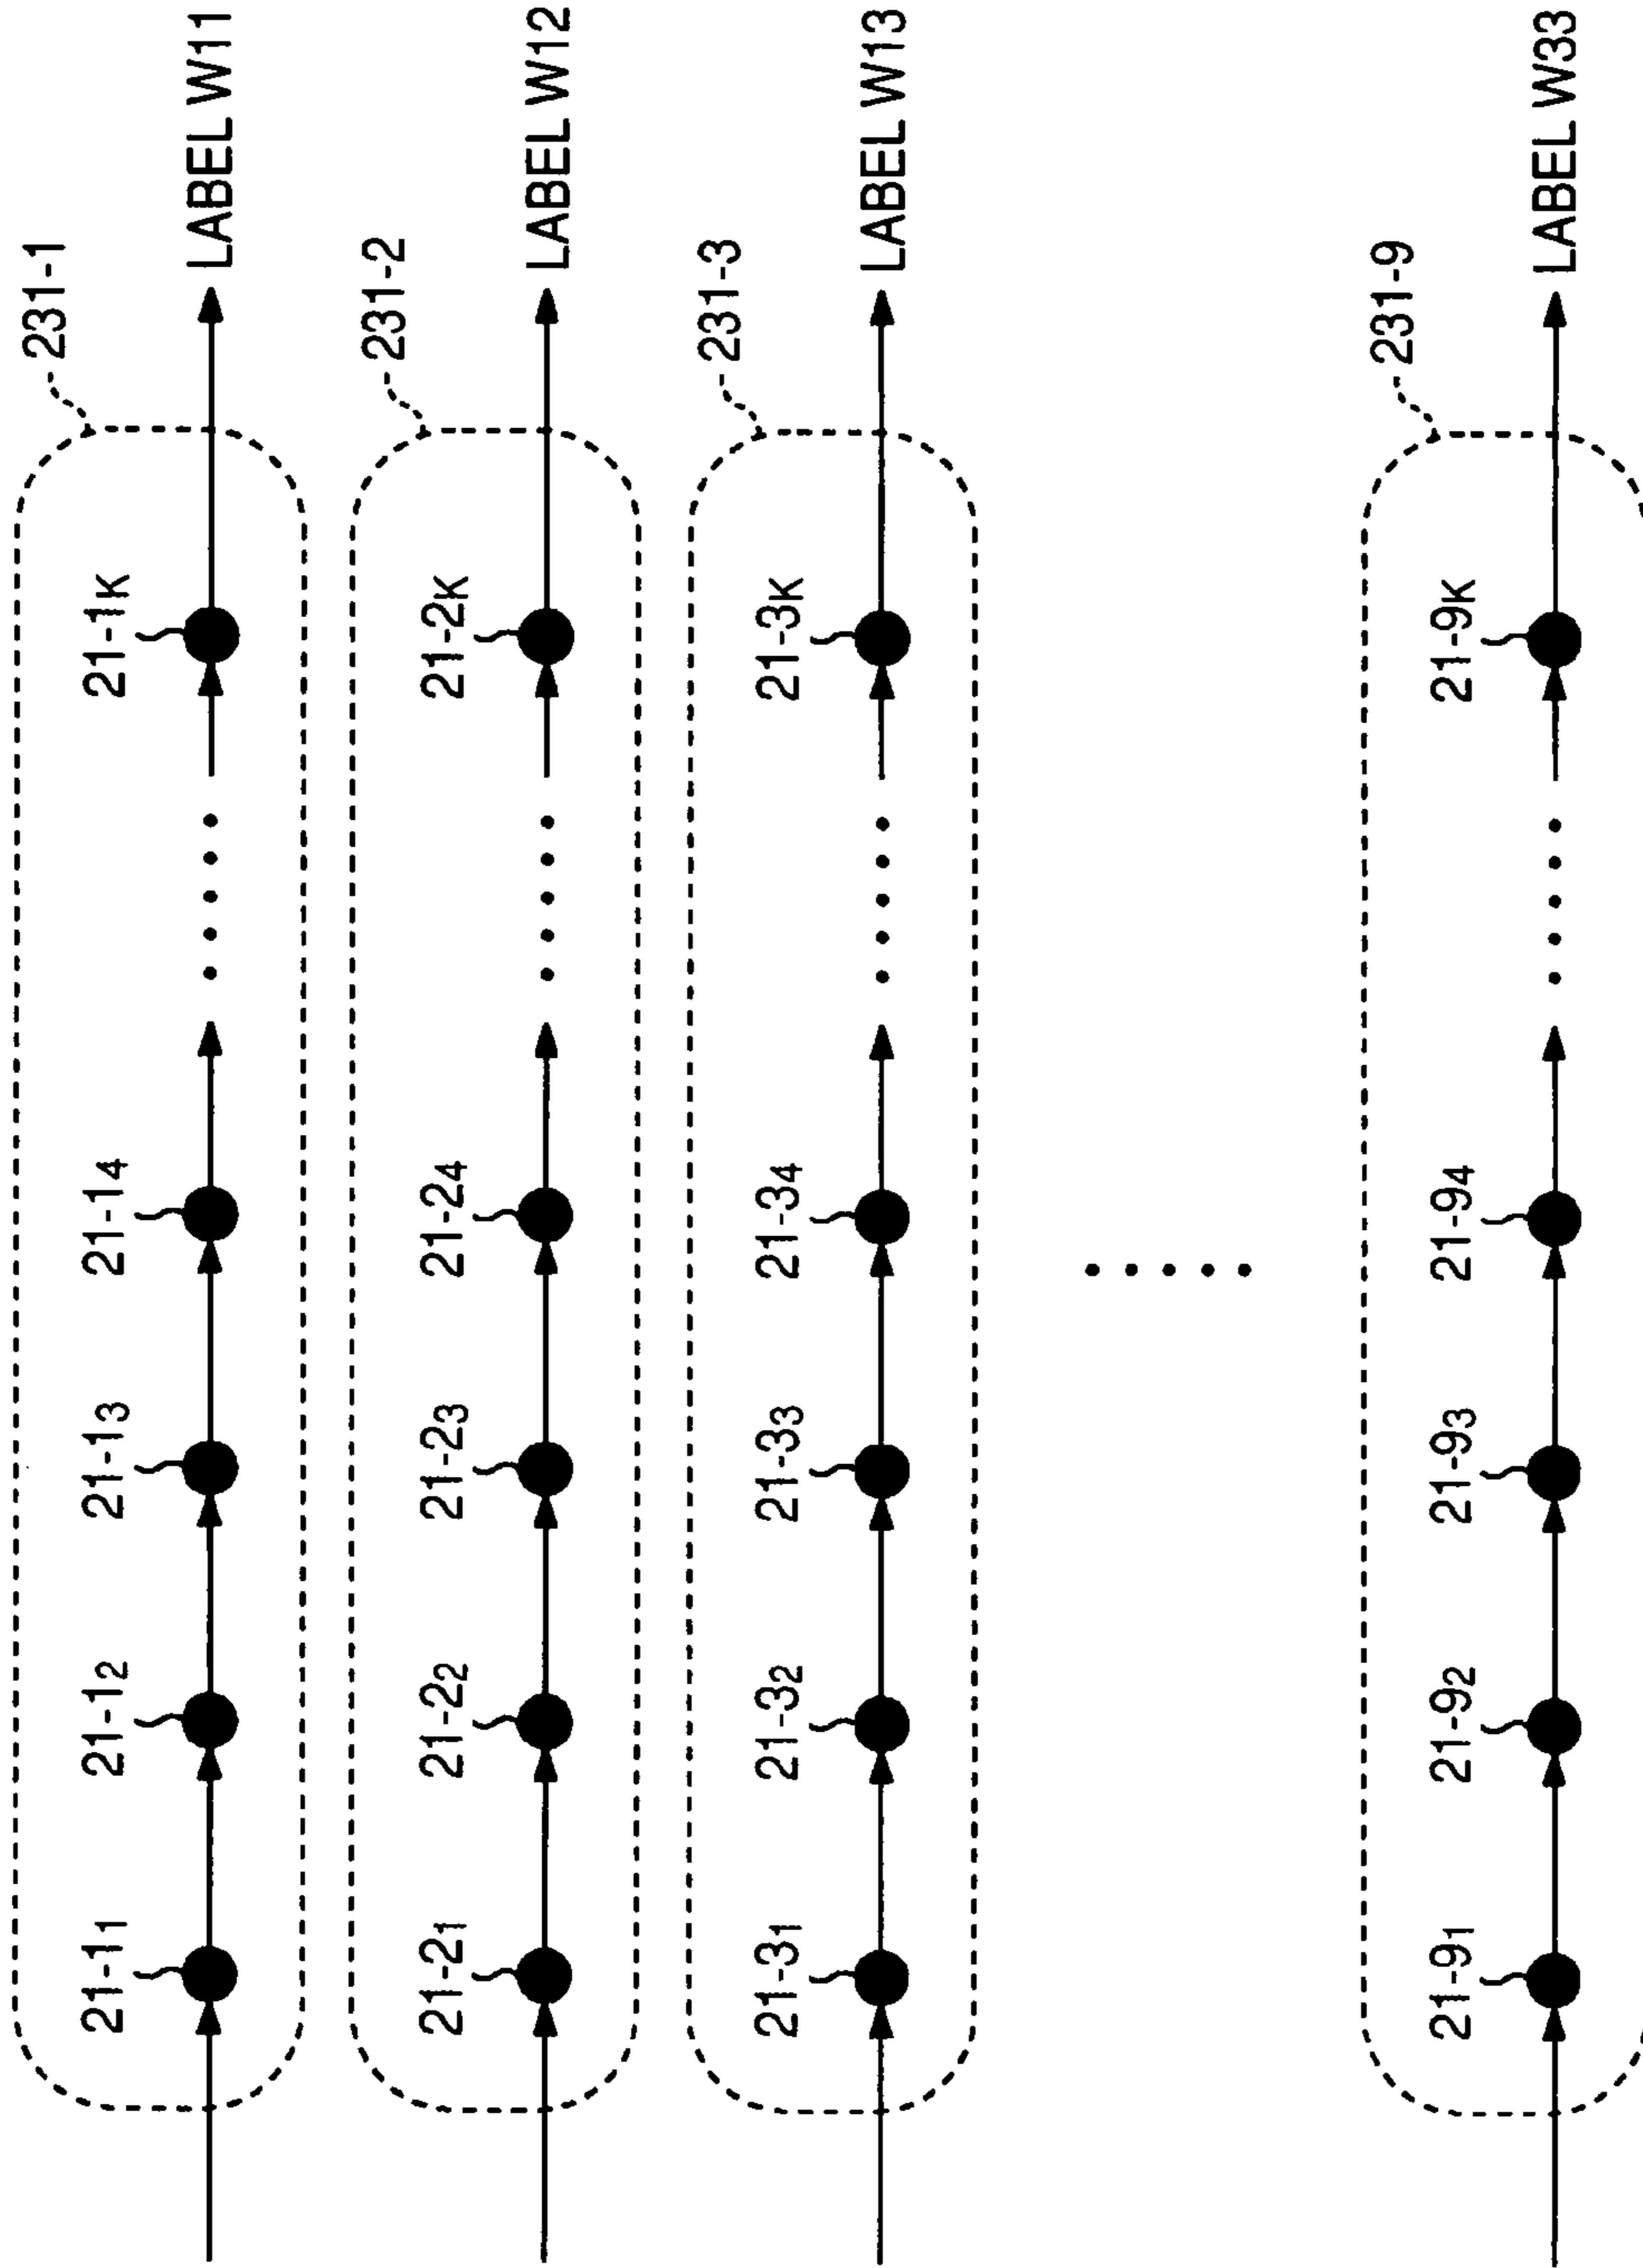 231-1
21-1₁ 21-1₂ 21-1₃ 21-1₄ 21-1K
LABEL W11
231-2
21-2₁ 21-2₂ 21-2₃ 21-2₄ 21-2K
LABEL W12
231-3
21-3₁ 21-3₂ 21-3₃ 21-3₄ 21-3K
LABEL W13
231-9
21-9₁ 21-9₂ 21-9₃ 21-9₄ 21-9K
LABEL W33